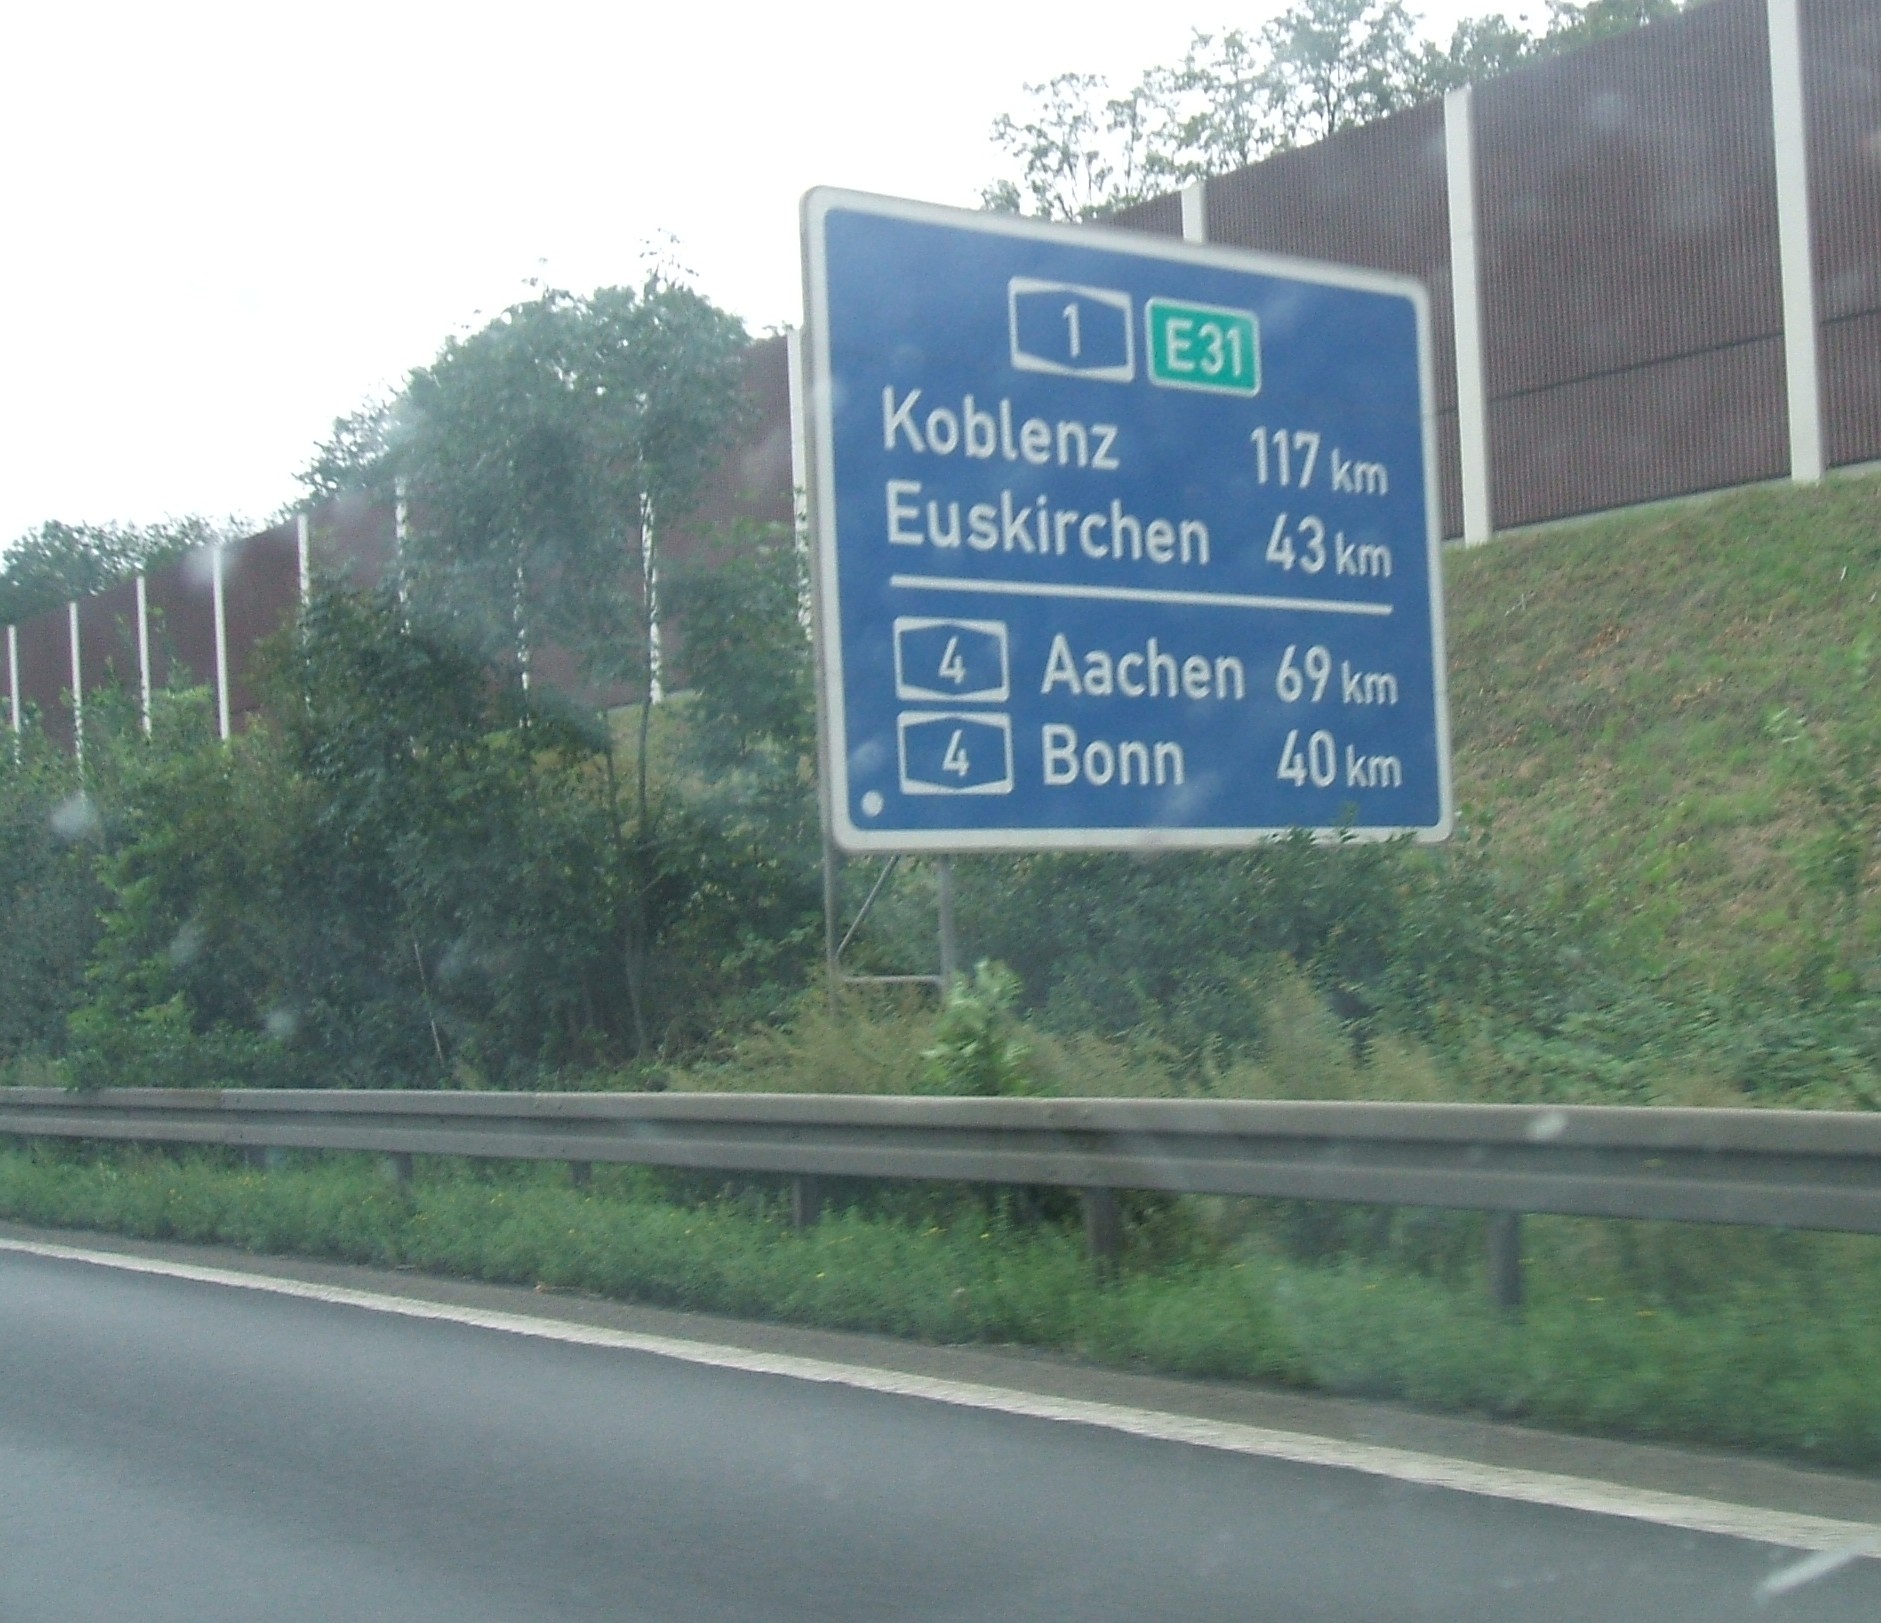 1 E31
Koblenz 117 km
Euskirchen 43 km
4 Aachen 69 km
4 Bonn 40 km